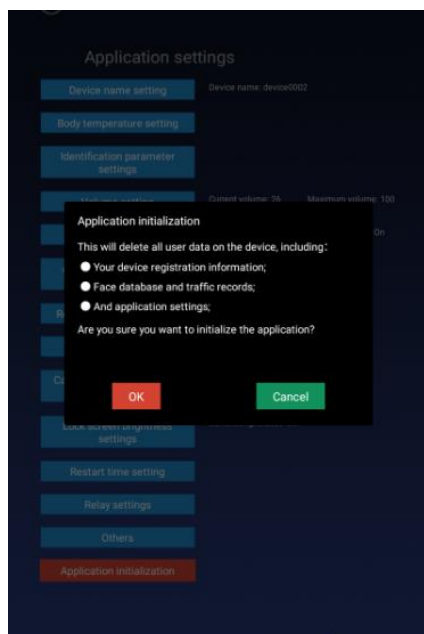 Application settings
Device name setting
Device name: device0002
Body temperature setting
Identification parameter
settings
Current volume: 26
Maximum volume: 100
On
Application initialization
This will delete all user data on the device, including:
Your device registration information;
Face database and traffic records;
And application settings;
Are you sure you want to initialize the application?
OK
Cancel
Lock screen brightness
settings
Restart time setting
Relay settings
Others
Application initialization